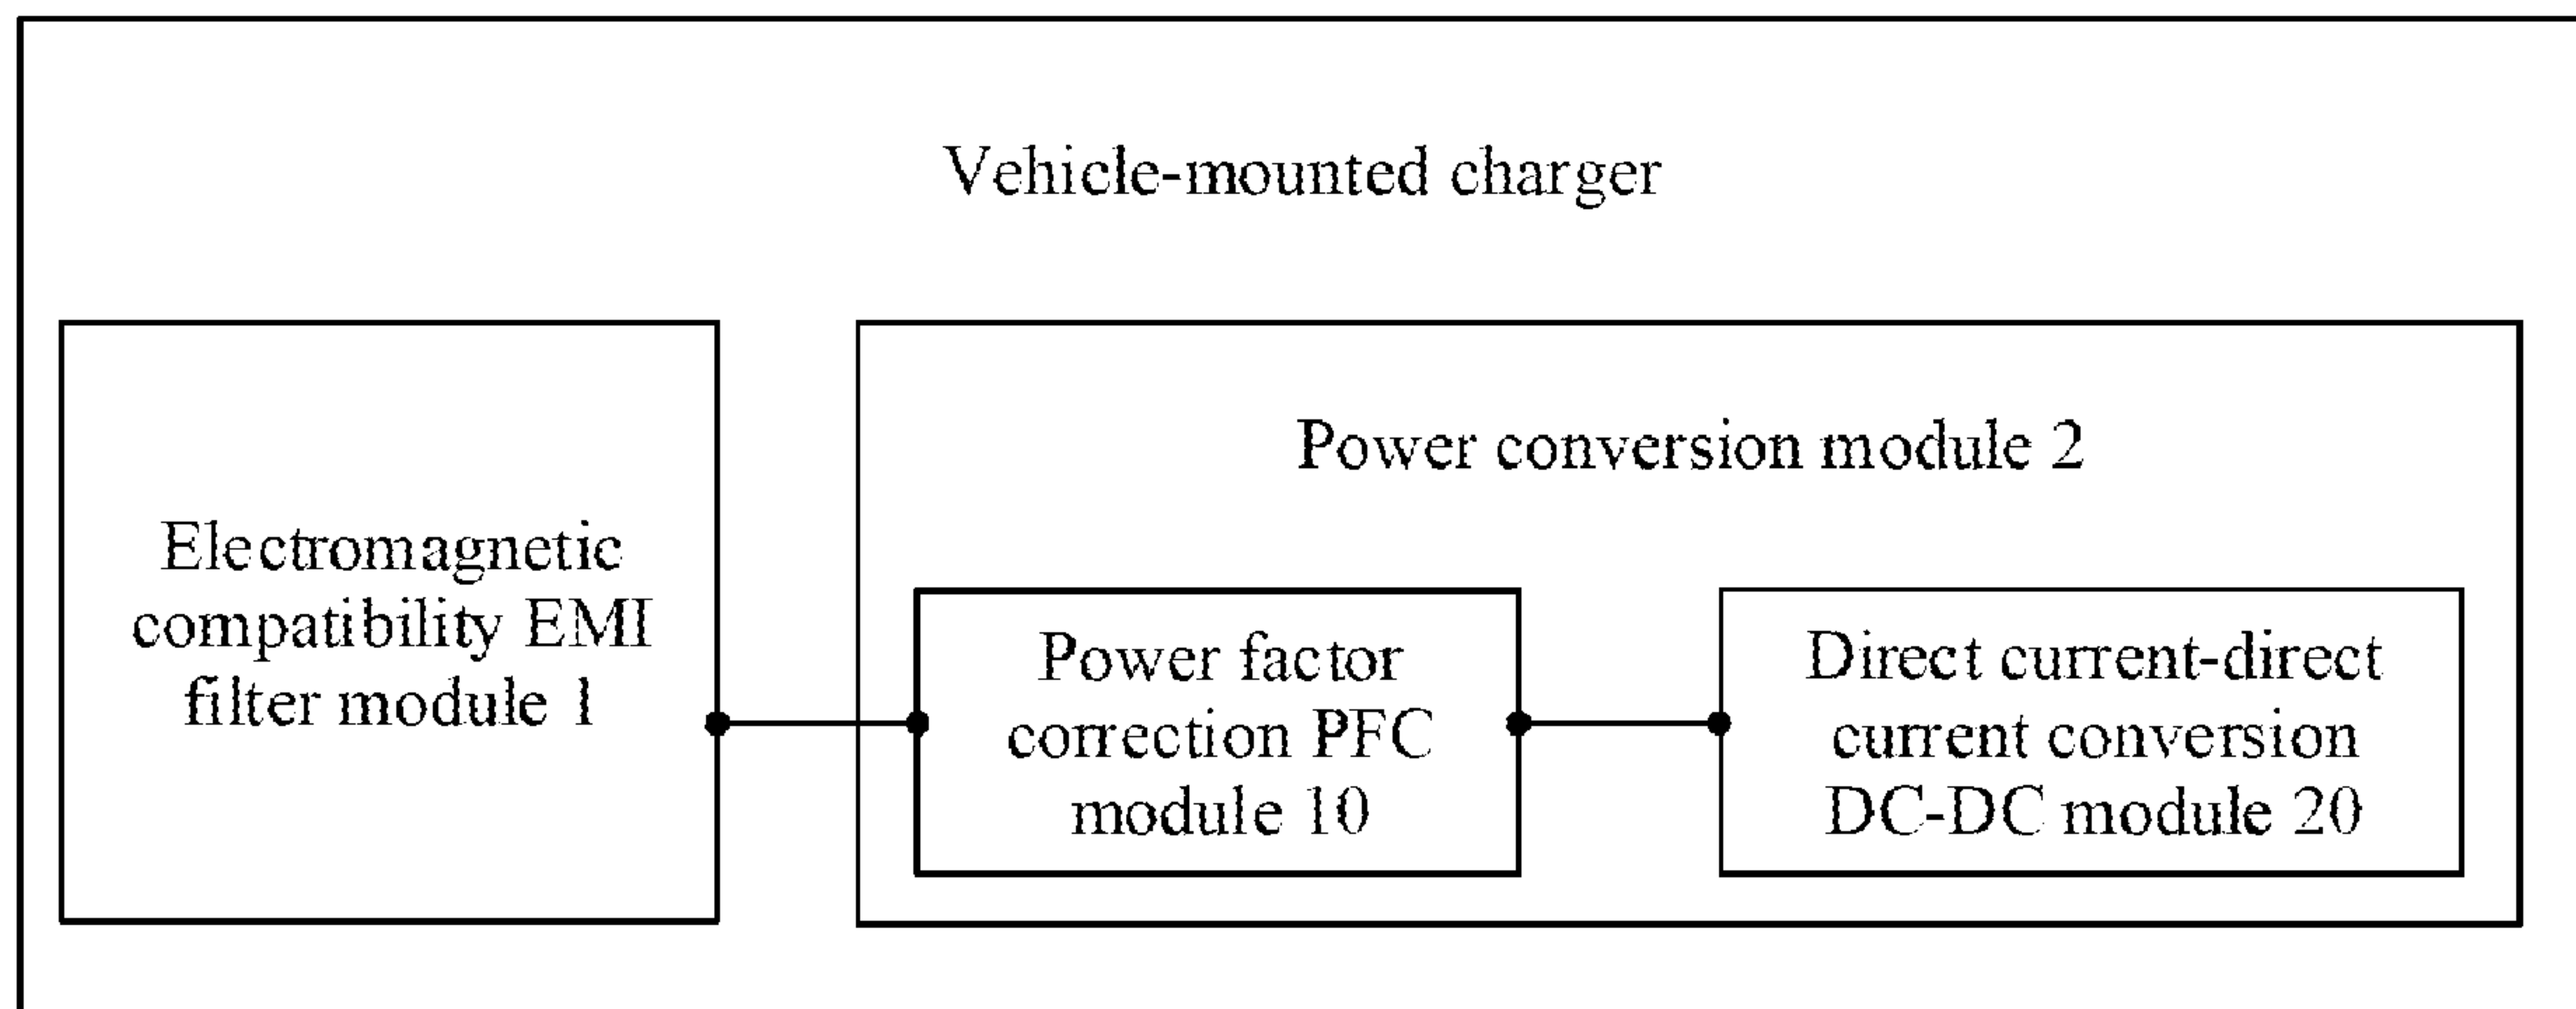 Vehicle-mounted charger
Power conversion module 2
Electromagnetic
compatibility EMI
filter module 1
Power factor
correction PFC
module 10
Direct current-direct
current conversion
DC-DC module 20